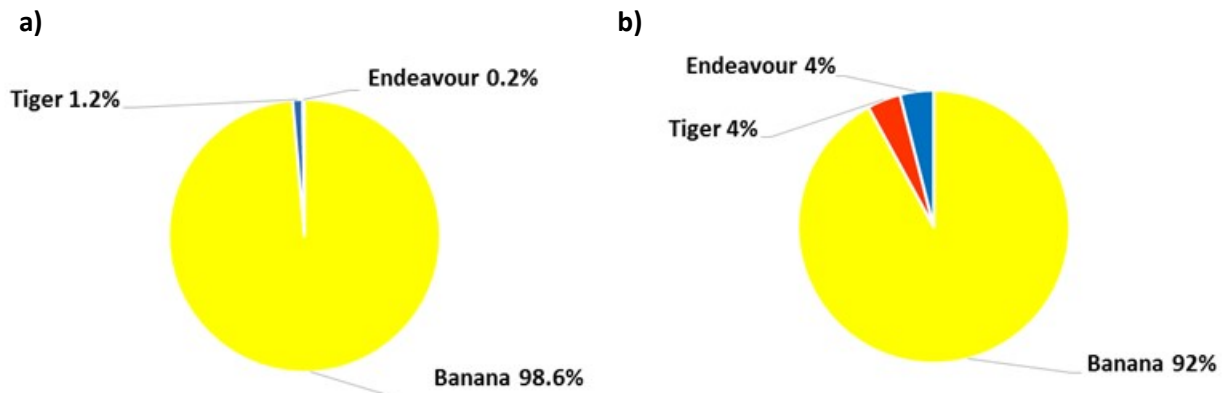 a)
Endeavour 0.2%
Tiger 1.2%
Banana 98.6%
b)
Endeavour 4%
Tiger 4%
Banana 92%